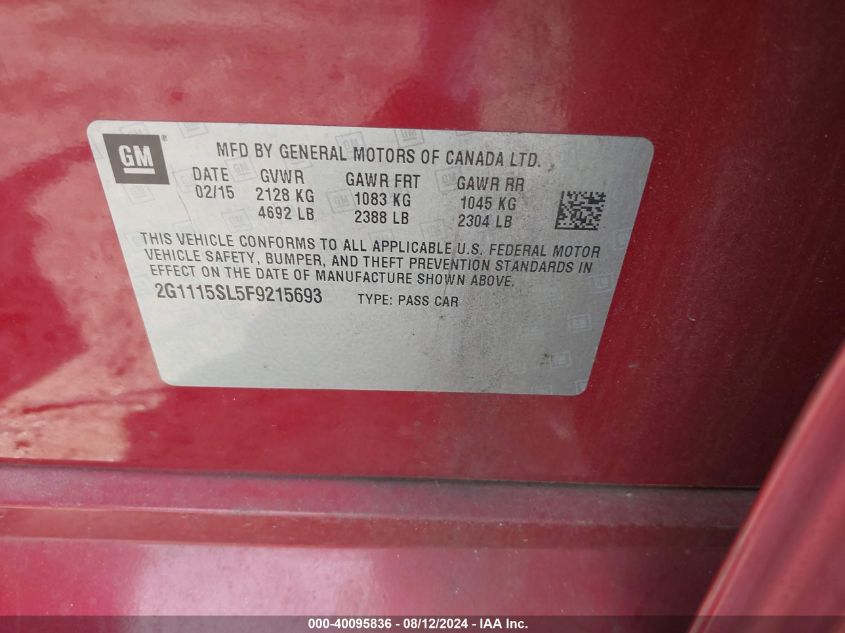 GM
MFD BY GENERAL MOTORS OF CANADA LTD.
DATE GVWR GAWR FRT GAWR RR
02/15 2128 KG 1083 KG 1045 KG
4692 LB 2388 LB 2304 LB
THIS VEHICLE CONFORMS TO ALL APPLICABLE U.S. FEDERAL MOTOR
VEHICLE SAFETY, BUMPER, AND THEFT PREVENTION STANDARDS IN
EFFECT ON THE DATE OF MANUFACTURE SHOWN ABOVE.
2G1115SL5F9215693 TYPE: PASS CAR
000-40095836 - 08/12/2024 - IAA Inc.